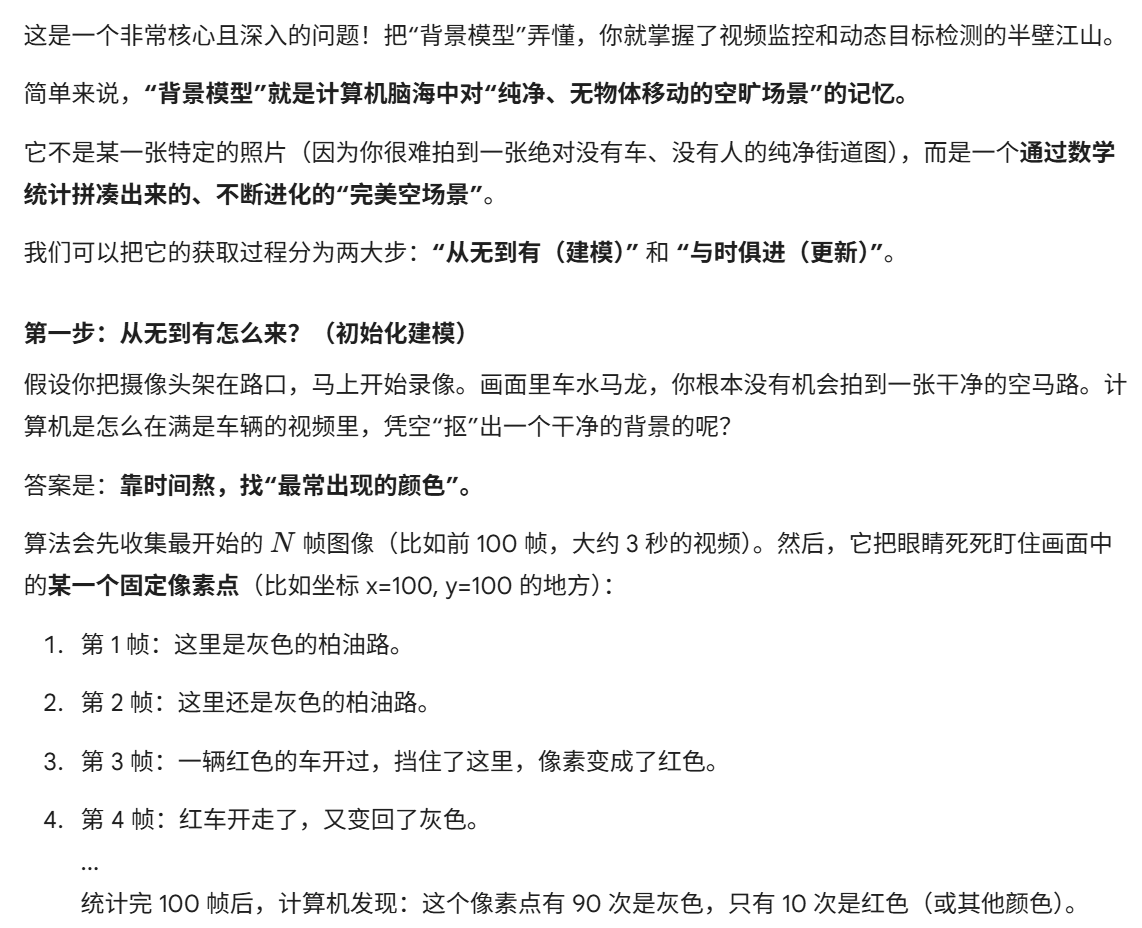 这是一个非常核心且深入的问题！把“背景模型”弄懂，你就掌握了视频监控和动态目标检测的半壁江山。
简单来说，“背景模型”就是计算机脑海中对“纯净、无物体移动的空旷场景”的记忆。
它不是某一张特定的照片（因为你很难拍到一张绝对没有车、没有人的纯净街道图），而是一个通过数学
统计拼凑出来的、不断进化的“完美空场景”。
我们可以把它的获取过程分为两大步：“从无到有（建模）” 和 “与时俱进（更新）”。
第一步：从无到有怎么来？（初始化建模）
假设你把摄像头架在路口，马上开始录像。画面里车水马龙，你根本没有机会拍到一张干净的空马路。计
算机是怎么在满是车辆的视频里，凭空“抠”出一个干净的背景的呢？
答案是：靠时间熬，找“最常出现的颜色”。
算法会先收集最开始的 N 帧图像（比如前 100 帧，大约 3 秒的视频）。然后，它把眼睛死死盯住画面中
的某一个固定像素点（比如坐标 x=100, y=100 的地方）：
1. 第 1 帧：这里是灰色的柏油路。
2. 第 2 帧：这里还是灰色的柏油路。
3. 第 3 帧：一辆红色的车开过，挡住了这里，像素变成了红色。
4. 第 4 帧：红车开走了，又变回了灰色。
...
统计完 100 帧后，计算机发现：这个像素点有 90 次是灰色，只有 10 次是红色（或其他颜色）。